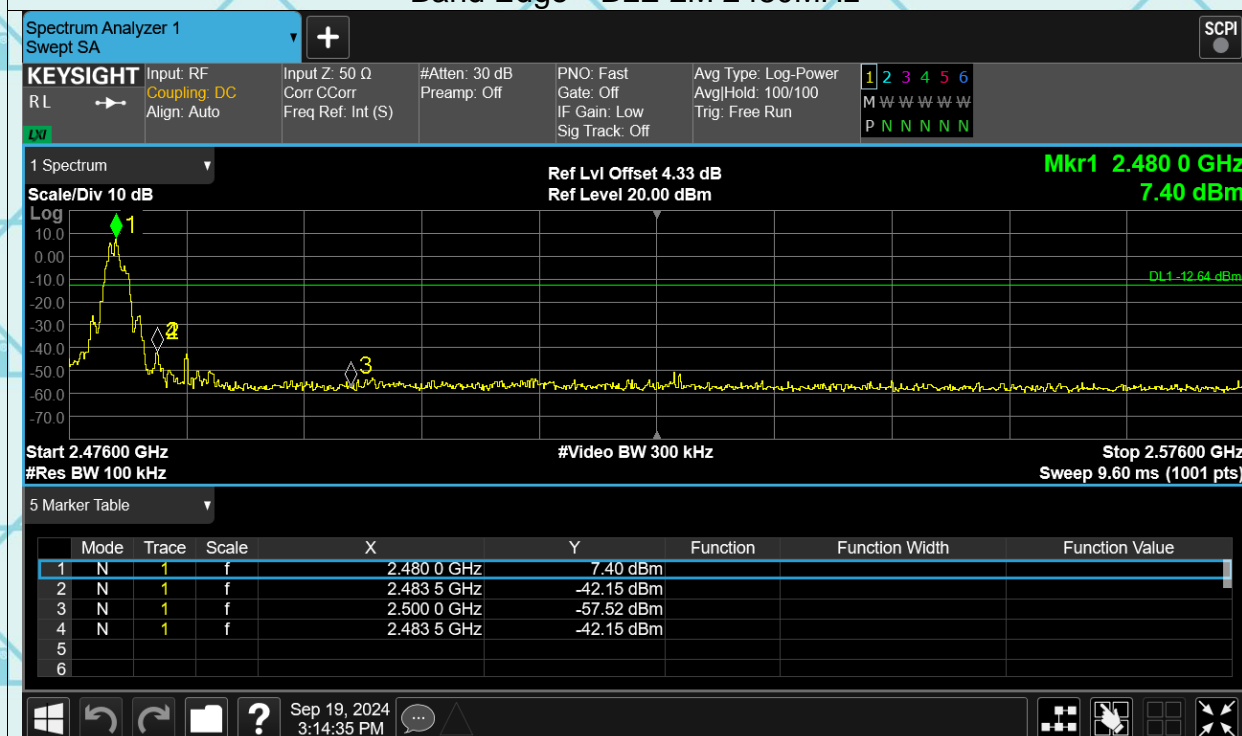 Band Edge BLE 2M 2480MHz
Spectrum Analyzer 1
Swept SA
SCPI
KEYSIGHT
RL
LXI
Input: RF
Coupling: DC
Align: Auto
Input Z: 50 Ω
Corr CCorr
Freq Ref: Int (S)
#Atten: 30 dB
Preamp: Off
PNO: Fast
Gate: Off
IF Gain: Low
Sig Track: Off
Avg Type: Log-Power
Avg|Hold: 100/100
Trig: Free Run
1 2 3 4 5 6
M W W W W W
P N N N N N
1 Spectrum
Scale/Div 10 dB
Ref Lvl Offset 4.33 dB
Ref Level 20.00 dBm
Mkr1 2.480 0 GHz
7.40 dBm
Log
10.0
0.00
-10.0
-20.0
-30.0
-40.0
-50.0
-60.0
-70.0
1
2
3
DL1 -12.64 dBm
Start 2.47600 GHz
#Video BW 300 kHz
Stop 2.57600 GHz
#Res BW 100 kHz
Sweep 9.60 ms (1001 pts)
5 Marker Table
Mode Trace Scale X Y Function Function Width Function Value
1 N 1 f 2.480 0 GHz 7.40 dBm
2 N 1 f 2.483 5 GHz -42.15 dBm
3 N 1 f 2.500 0 GHz -57.52 dBm
4 N 1 f 2.483 5 GHz -42.15 dBm
5
6
?
Sep 19, 2024
3:14:35 PM